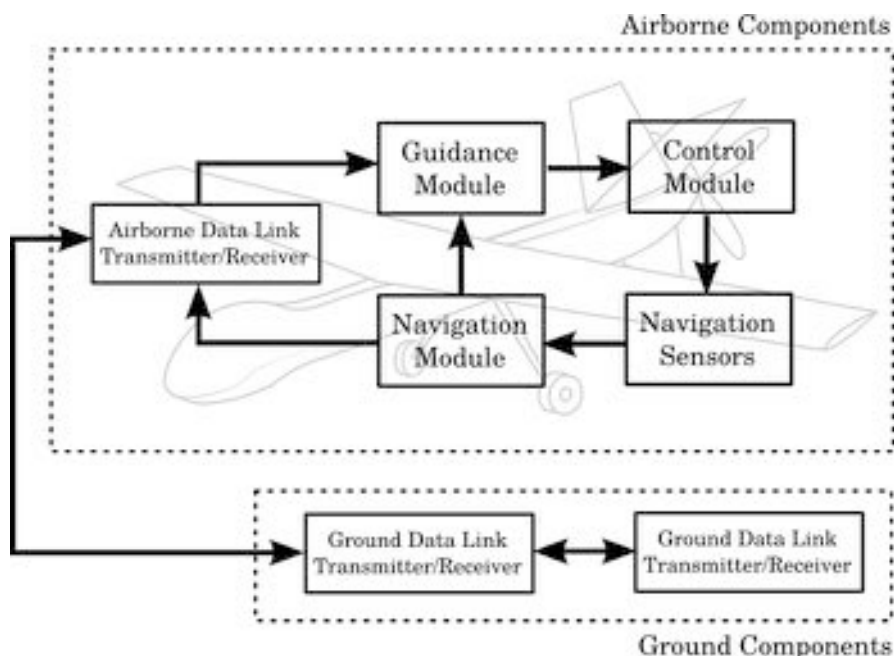 Airborne Components
Guidance
Module
Control
Module
Airborne Data Link
Transmitter/Receiver
Navigation
Module
Navigation
Sensors
Ground Data Link
Transmitter/Receiver
Ground Data Link
Transmitter/Receiver
Ground Components